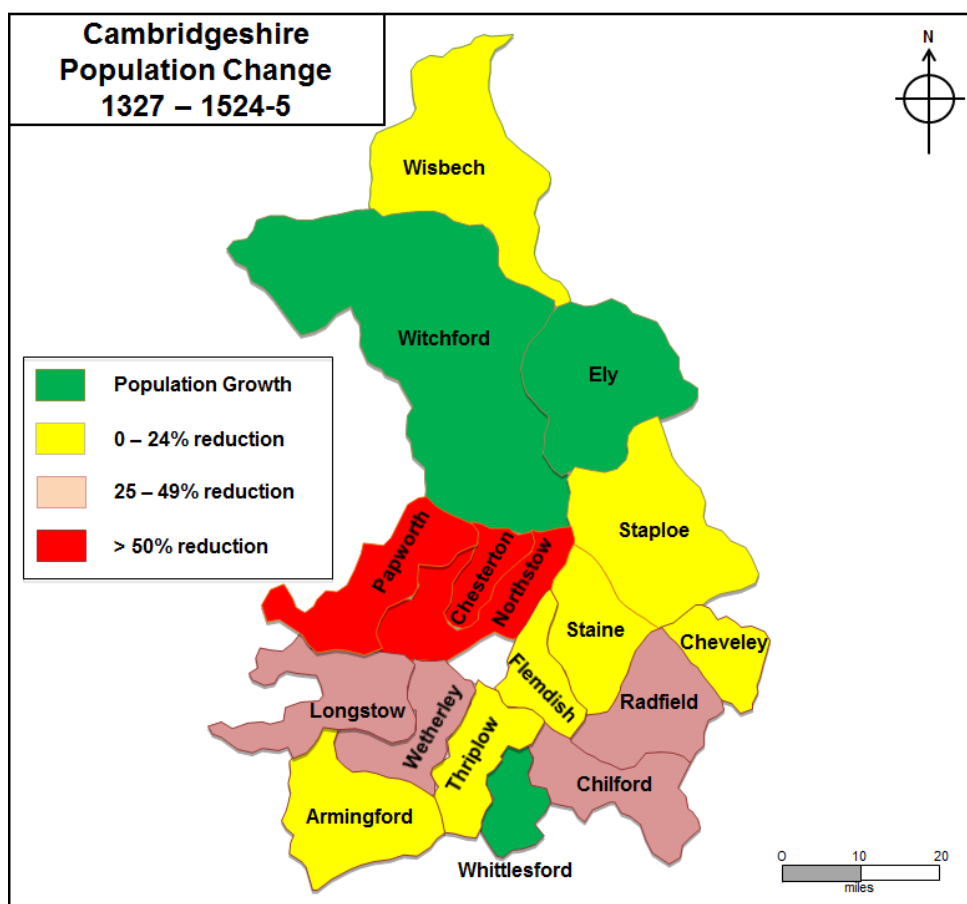 Cambridgeshire
Population Change
1327 – 1524-5
N
Wisbech
Witchford
Ely
Population Growth
0 – 24% reduction
25 – 49% reduction
> 50% reduction
Staploe
Papworth
Chesterton
Northstow
Staine
Cheveley
Flemdish
Radfield
Longstow
Wetherley
Thriplow
Chilford
Armingford
Whittlesford
0 10 20
miles